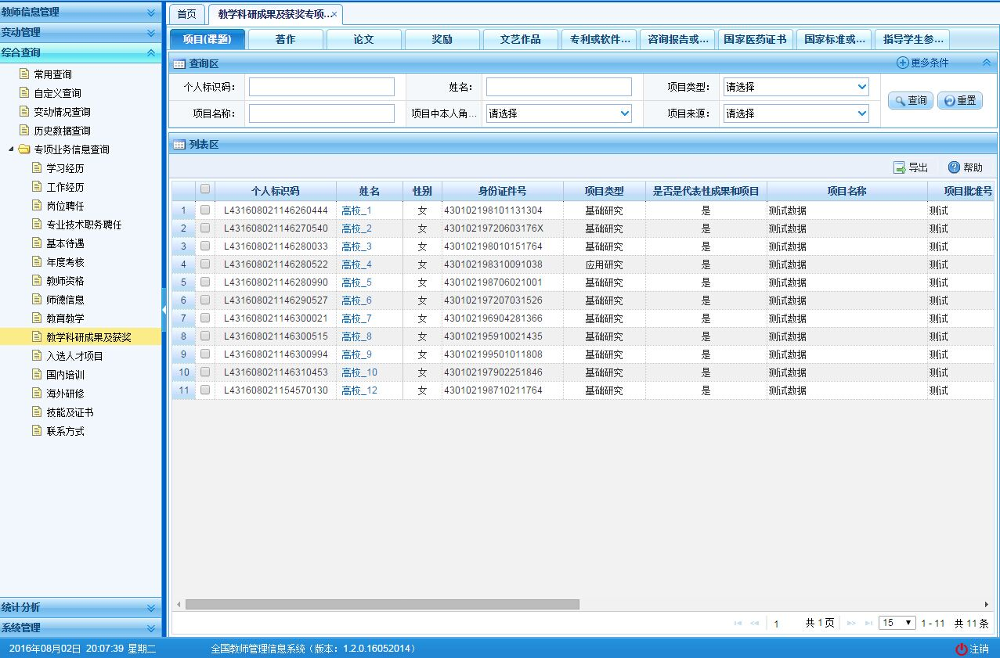 教师信息管理
变动管理
综合查询
常用查询
自定义查询
变动情况查询
历史数据查询
专项业务信息查询
学习经历
工作经历
岗位聘任
专业技术职务聘任
基本待遇
年度考核
教师资格
师德信息
教育教学
教学科研成果及获奖
入选人才项目
国内培训
海外研修
技能及证书
联系方式
统计分析
系统管理
首页 教学科研成果及获奖专项...×
项目(课题) 著作 论文 奖励 文艺作品 专利或软件... 咨询报告或... 国家医药证书 国家标准或... 指导学生参...
查询区 更多条件
个人标识码: 姓名: 项目类型: 请选择 查询 重置
项目名称: 项目中本人角... 请选择 项目来源: 请选择
列表区
导出 帮助
个人标识码 姓名 性别 身份证件号 项目类型 是否是代表性成果和项目 项目名称 项目批准号
1 L431608021146260444 高校_1 女 430102198101131304 基础研究 是 测试数据 测试
2 L431608021146270540 高校_2 女 43010219720603176X 基础研究 是 测试数据 测试
3 L431608021146280033 高校_3 女 430102198010151764 基础研究 是 测试数据 测试
4 L431608021146280522 高校_4 女 430102198310091038 应用研究 是 测试数据 测试
5 L431608021146280990 高校_5 女 430102198706021001 基础研究 是 测试数据 测试
6 L431608021146290527 高校_6 女 430102197207031526 基础研究 是 测试数据 测试
7 L431608021146300021 高校_7 女 430102196904281366 基础研究 是 测试数据 测试
8 L431608021146300515 高校_8 女 430102195910021435 基础研究 是 测试数据 测试
9 L431608021146300994 高校_9 女 430102199501011808 基础研究 是 测试数据 测试
10 L431608021146310453 高校_10 女 430102197902251846 基础研究 是 测试数据 测试
11 L431608021154570130 高校_12 女 430102198710211764 基础研究 是 测试数据 测试
1 共 1 页 15 1 - 11 共 11 条
2016年08月02日 20:07:39 星期二 全国教师管理信息系统（版本：1.2.0.16052014） 注销